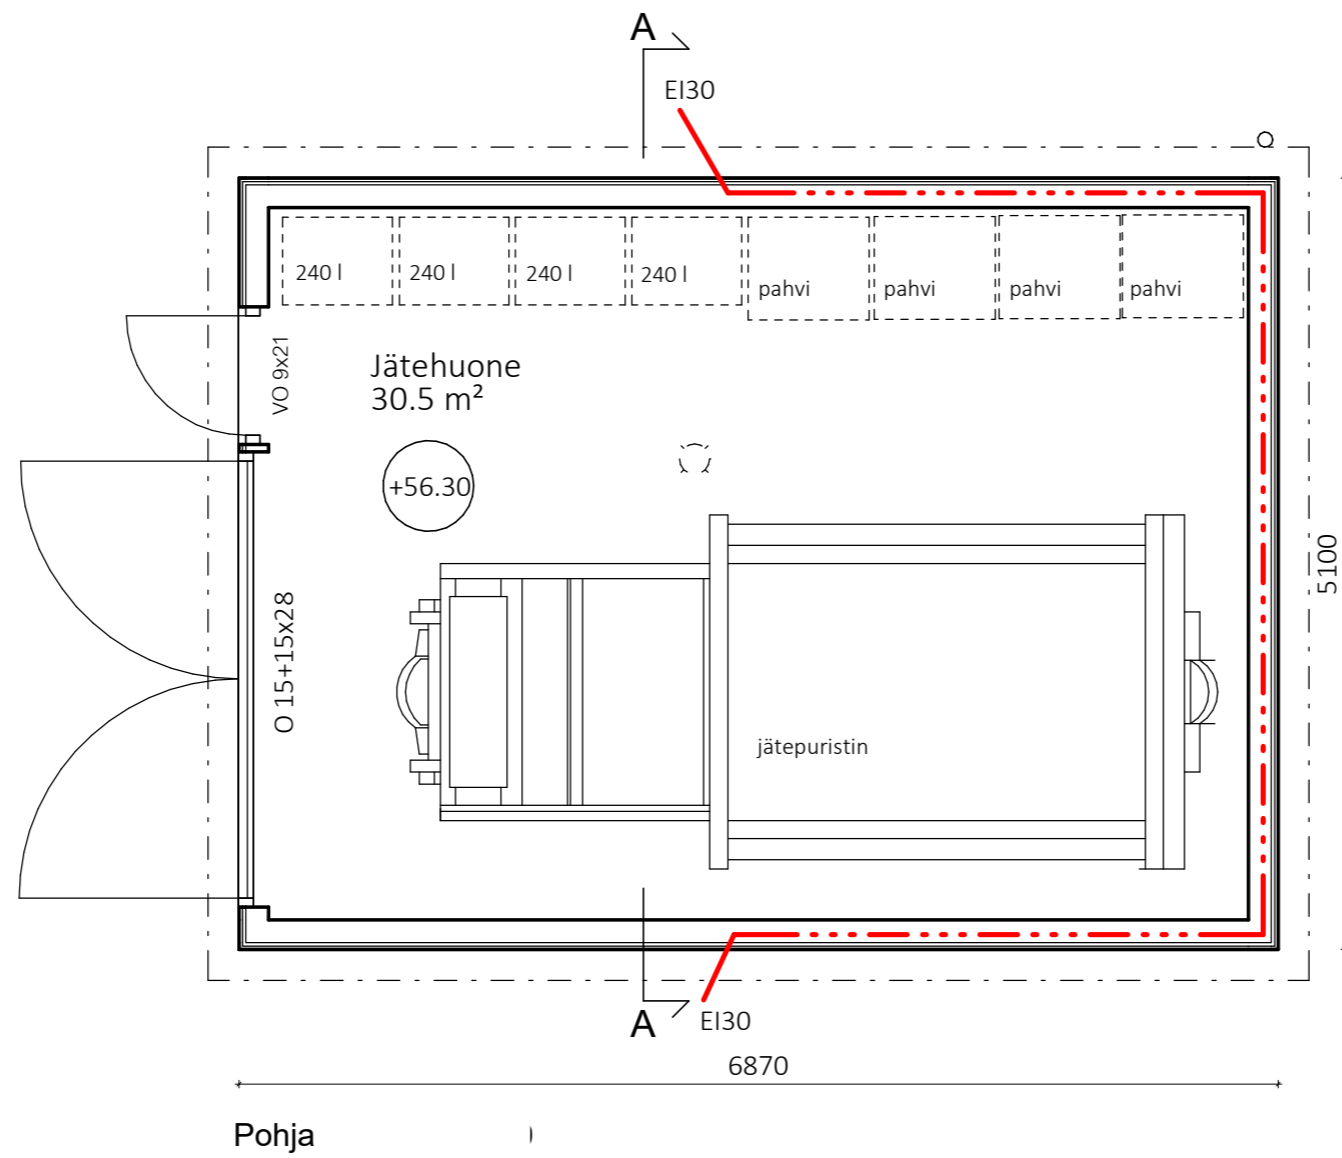 A
EI30
240 l
240 l
240 l
240 l
pahvi
pahvi
pahvi
pahvi
VO 9x21
Jätehuone
30.5 m²
+56.30
O 15+15x28
jätepuristin
5100
A
EI30
6870
Pohja